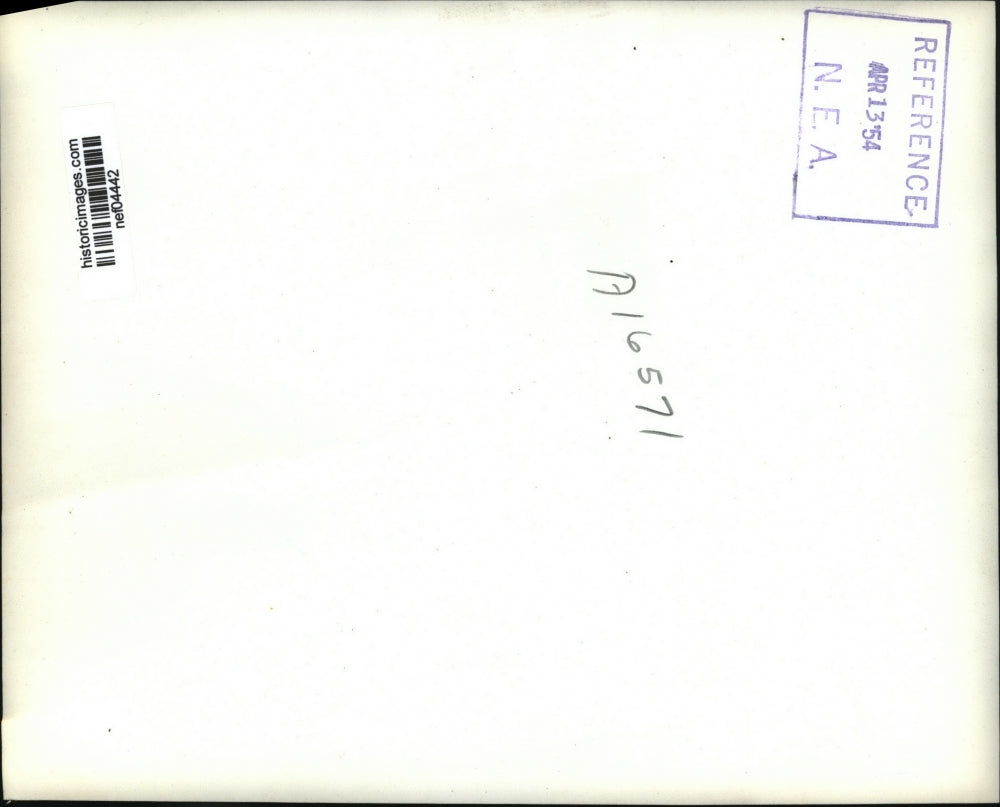 REFERENCE
APR 13 '54
N. E. A.
A16571
historicimages.com
nef04442